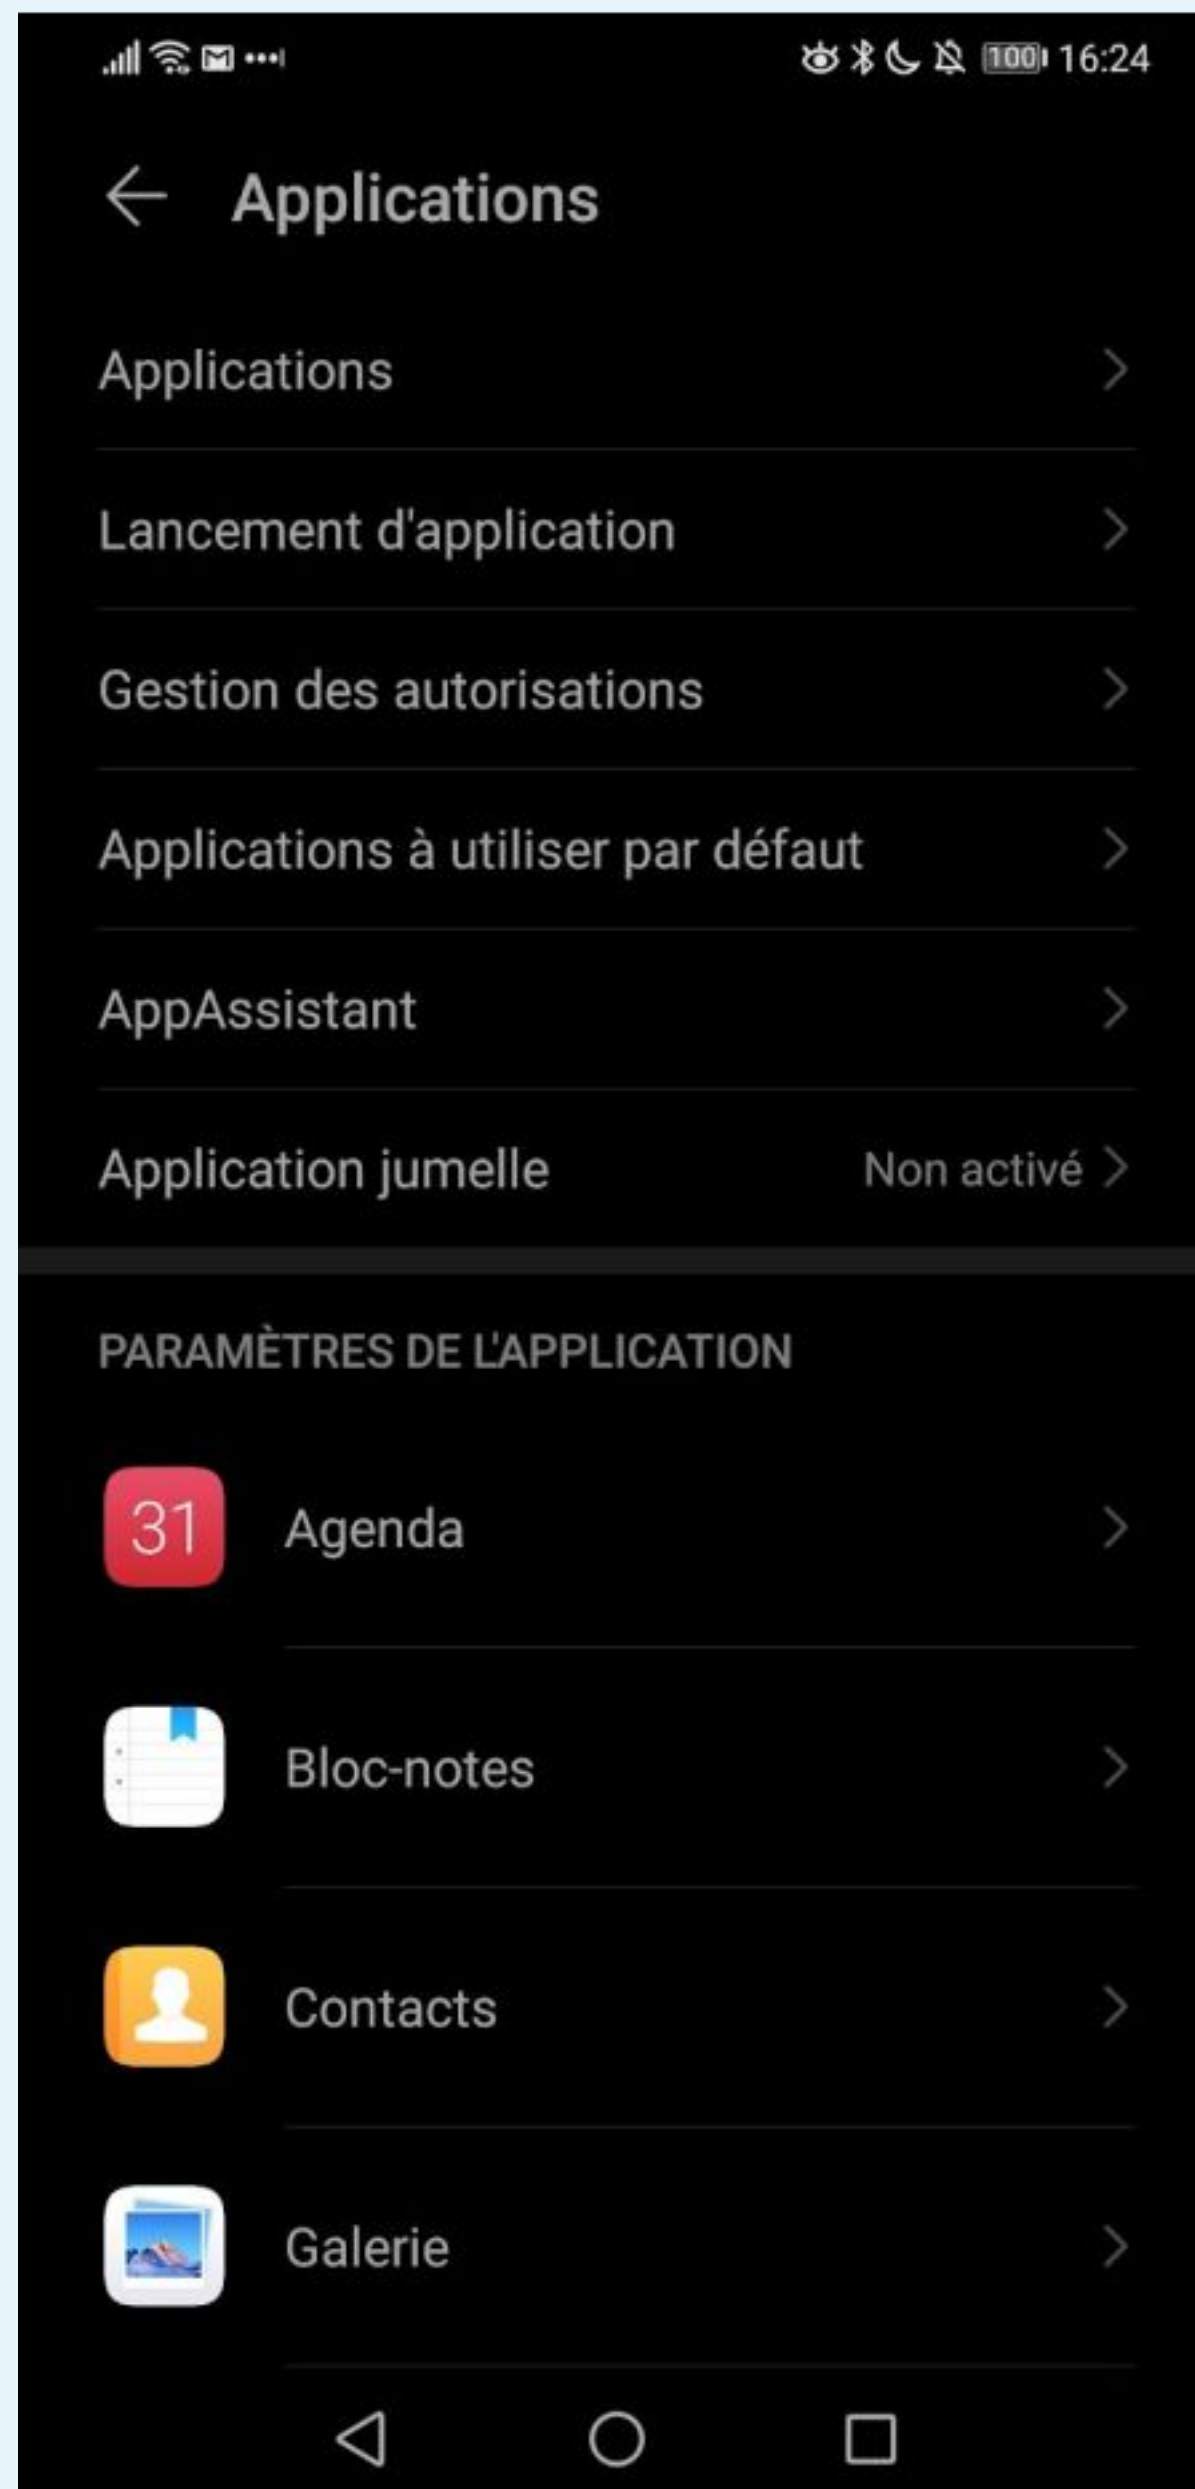 100 16:24
Applications
Applications
Lancement d'application
Gestion des autorisations
Applications à utiliser par défaut
AppAssistant
Application jumelle Non activé
PARAMÈTRES DE L'APPLICATION
31 Agenda
Bloc-notes
Contacts
Galerie